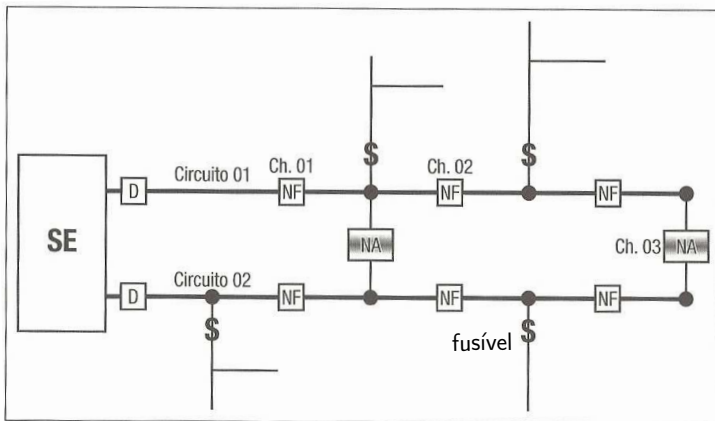 Circuito 01
Ch. 01
S
Ch. 02
S
D
NF
NF
NF
SE
NA
Ch. 03
NA
Circuito 02
D
NF
NF
NF
S
fusível
S